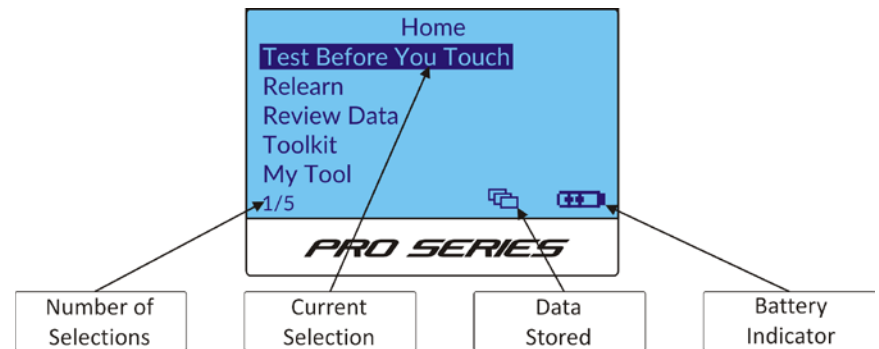 Home
Test Before You Touch
Relearn
Review Data
Toolkit
My Tool
1/5
PRO SERIES
Number of
Selections
Current
Selection
Data
Stored
Battery
Indicator